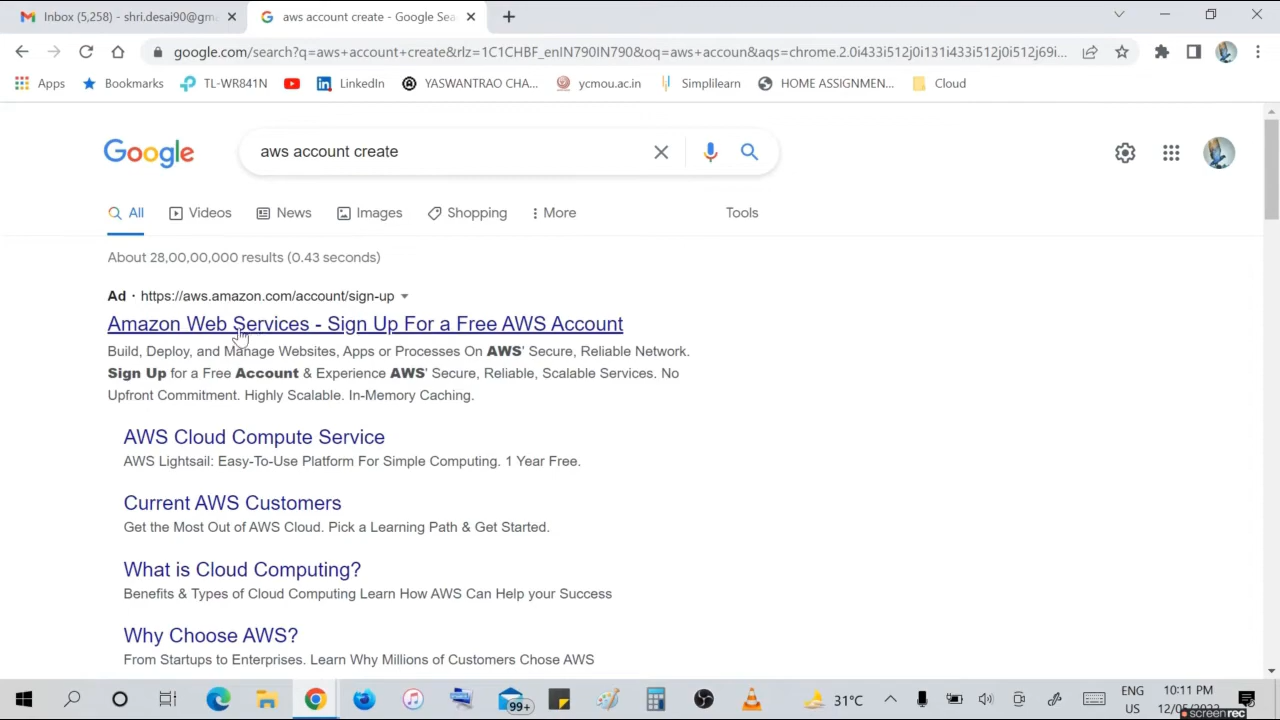 Inbox (5,258) - shri.desai90@gm
aws account create - Google Sea
google.com/search?q=aws+account+create&rlz=1C1CHBF_enIN790IN790&oq=aws+accoun&aqs=chrome.2.0i433i512j0i131i433i512j0i512j69i...
Apps Bookmarks TL-WR841N LinkedIn YASWANTRAO CHA... ycmou.ac.in Simplilearn HOME ASSIGNMEN... Cloud
Google aws account create
All Videos News Images Shopping More Tools
About 28,00,00,000 results (0.43 seconds)
Ad · https://aws.amazon.com/account/sign-up
Amazon Web Services - Sign Up For a Free AWS Account
Build, Deploy, and Manage Websites, Apps or Processes On AWS' Secure, Reliable Network.
Sign Up for a Free Account & Experience AWS' Secure, Reliable, Scalable Services. No
Upfront Commitment. Highly Scalable. In-Memory Caching.
AWS Cloud Compute Service
AWS Lightsail: Easy-To-Use Platform For Simple Computing. 1 Year Free.
Current AWS Customers
Get the Most Out of AWS Cloud. Pick a Learning Path & Get Started.
What is Cloud Computing?
Benefits & Types of Cloud Computing Learn How AWS Can Help your Success
Why Choose AWS?
From Startups to Enterprises. Learn Why Millions of Customers Chose AWS
99+ 31°C ENG 10:11 PM
US
screenrec